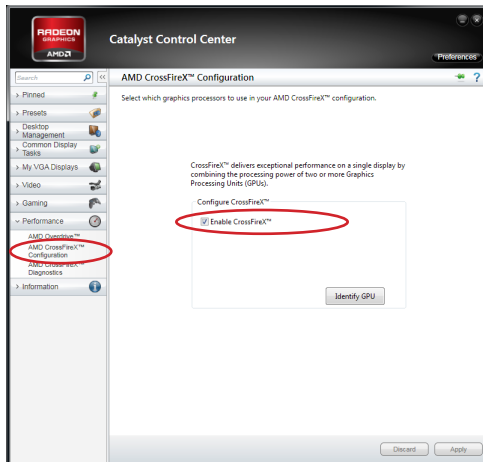 RADEON
GRAPHICS
AMD
Catalyst Control Center
Preferences
Search
AMD CrossFireX™ Configuration
Select which graphics processors to use in your AMD CrossFireX™ configuration.
> Pinned
> Presets
> Desktop
Management
> Common Display
Tasks
> My VGA Displays
> Video
> Gaming
Performance
AMD Overdrive™
AMD CrossFireX™
Configuration
AMD CrossFireX™
Diagnostics
> Information
CrossFireX™ delivers exceptional performance on a single display by
combining the processing power of two or more Graphics
Processing Units (GPUs).
Configure CrossFireX™
Enable CrossFireX™
Identify GPU
Discard
Apply